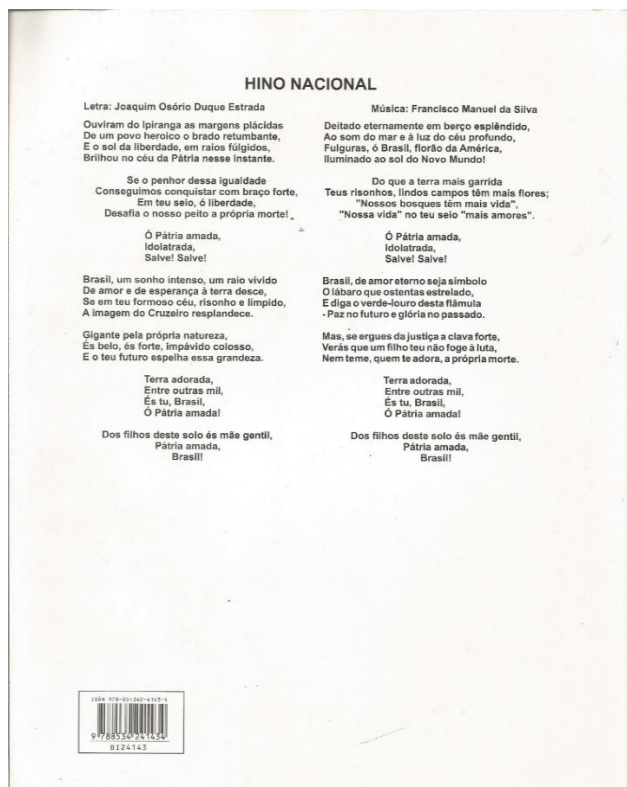 HINO NACIONAL
Letra: Joaquim Osório Duque Estrada
Ouviram do Ipiranga as margens plácidas
De um povo heroico o brado retumbante,
E o sol da liberdade, em raios fúlgidos,
Brilhou no céu da Pátria nesse instante.
Se o penhor dessa igualdade
Conseguimos conquistar com braço forte,
Em teu seio, ó liberdade,
Desafia o nosso peito a própria morte!
Ó Pátria amada,
Idolatrada,
Salve! Salve!
Brasil, um sonho intenso, um raio vívido
De amor e de esperança à terra desce,
Se em teu formoso céu, risonho e límpido,
A imagem do Cruzeiro resplandece.
Gigante pela própria natureza,
És belo, és forte, impávido colosso,
E o teu futuro espelha essa grandeza.
Terra adorada,
Entre outras mil,
És tu, Brasil,
Ó Pátria amada!
Dos filhos deste solo és mãe gentil,
Pátria amada,
Brasil!
Música: Francisco Manuel da Silva
Deitado eternamente em berço esplêndido,
Ao som do mar e à luz do céu profundo,
Fulguras, ó Brasil, florão da América,
Iluminado ao sol do Novo Mundo!
Do que a terra mais garrida
Teus risonhos, lindos campos têm mais flores;
"Nossos bosques têm mais vida",
"Nossa vida" no teu seio "mais amores".
Ó Pátria amada,
Idolatrada,
Salve! Salve!
Brasil, de amor eterno seja símbolo
O lábaro que ostentas estrelado,
E diga o verde-louro desta flâmula
- Paz no futuro e glória no passado.
Mas, se ergues da justiça a clava forte,
Verás que um filho teu não foge à luta,
Nem teme, quem te adora, a própria morte.
Terra adorada,
Entre outras mil,
És tu, Brasil,
Ó Pátria amada!
Dos filhos deste solo és mãe gentil,
Pátria amada,
Brasil!
ISBN 978-85-342-4143-4
9 788534 241434
8124143